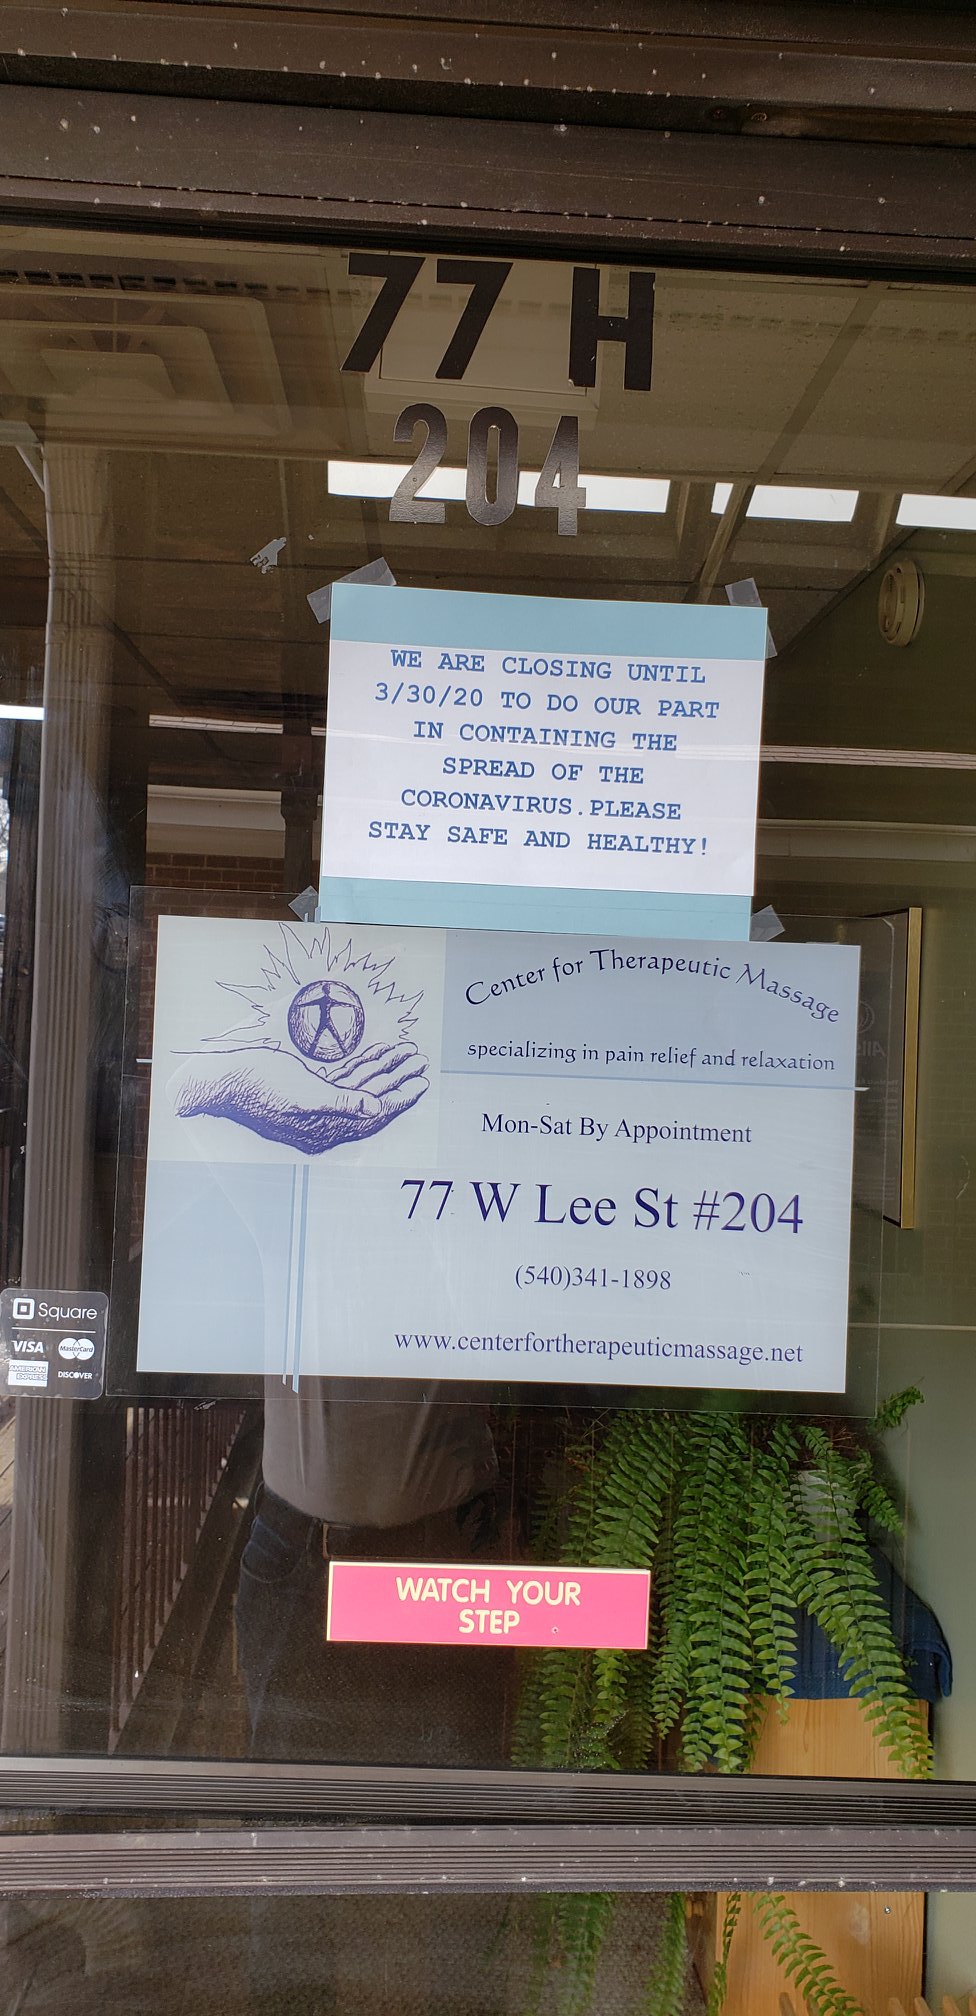 77 H
204
WE ARE CLOSING UNTIL
3/30/20 TO DO OUR PART
IN CONTAINING THE
SPREAD OF THE
CORONAVIRUS.PLEASE
STAY SAFE AND HEALTHY!
Center for Therapeutic Massage
specializing in pain relief and relaxation
Mon-Sat By Appointment
77 W Lee St #204
(540)341-1898
www.centerfortherapeuticmassage.net
Square
VISA MasterCard
AMERICAN EXPRESS DISCOVER
WATCH YOUR
STEP